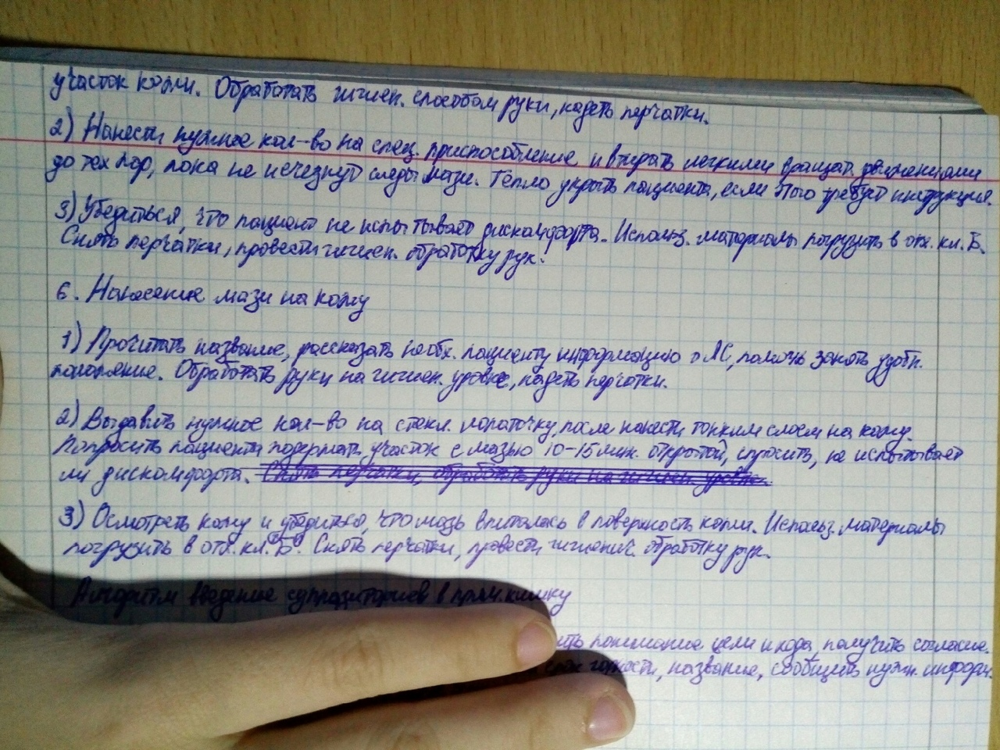 участок кожи. Обработать гигиен. способом руки, надеть перчатки.
2) Нанести нужное кол-во на спец. приспособление и втирать легкими вращат. движениями
до тех пор, пока не исчезнут следы мази. Тепло укрыть пациента, если этого требует инструкция.
3) Убедиться, что пациент не испытывает дискомфорта. Использ. материалы погрузить в отх. кл. Б.
Снять перчатки, провести гигиен. обработку рук.
6. Нанесение мази на кожу
1) Прочитать название, рассказать необх. пациенту информацию о ЛС, помочь занять удобн.
положение. Обработать руки на гигиен. уровне, надеть перчатки.
2) Выдавить нужное кол-во на стекл. лопаточку, после нанести тонким слоем на кожу.
Попросить пациента подержать участок с мазью 10-15 мин. открытой, спросить, не испытывает
ли дискомфорта. Снять перчатки, обработать руки на гигиен. уровне.
3) Осмотреть кожу и убедиться, что мазь впиталась в поверхность кожи. Использ. материалы
погрузить в отх. кл. "Б". Снять перчатки, провести гигиенич. обработку рук.
Алгоритм введение суппозиториев в прям. кишку
ить понимание цели и хода, получить согласие.
срок годности, название, сообщить нужн. информ.